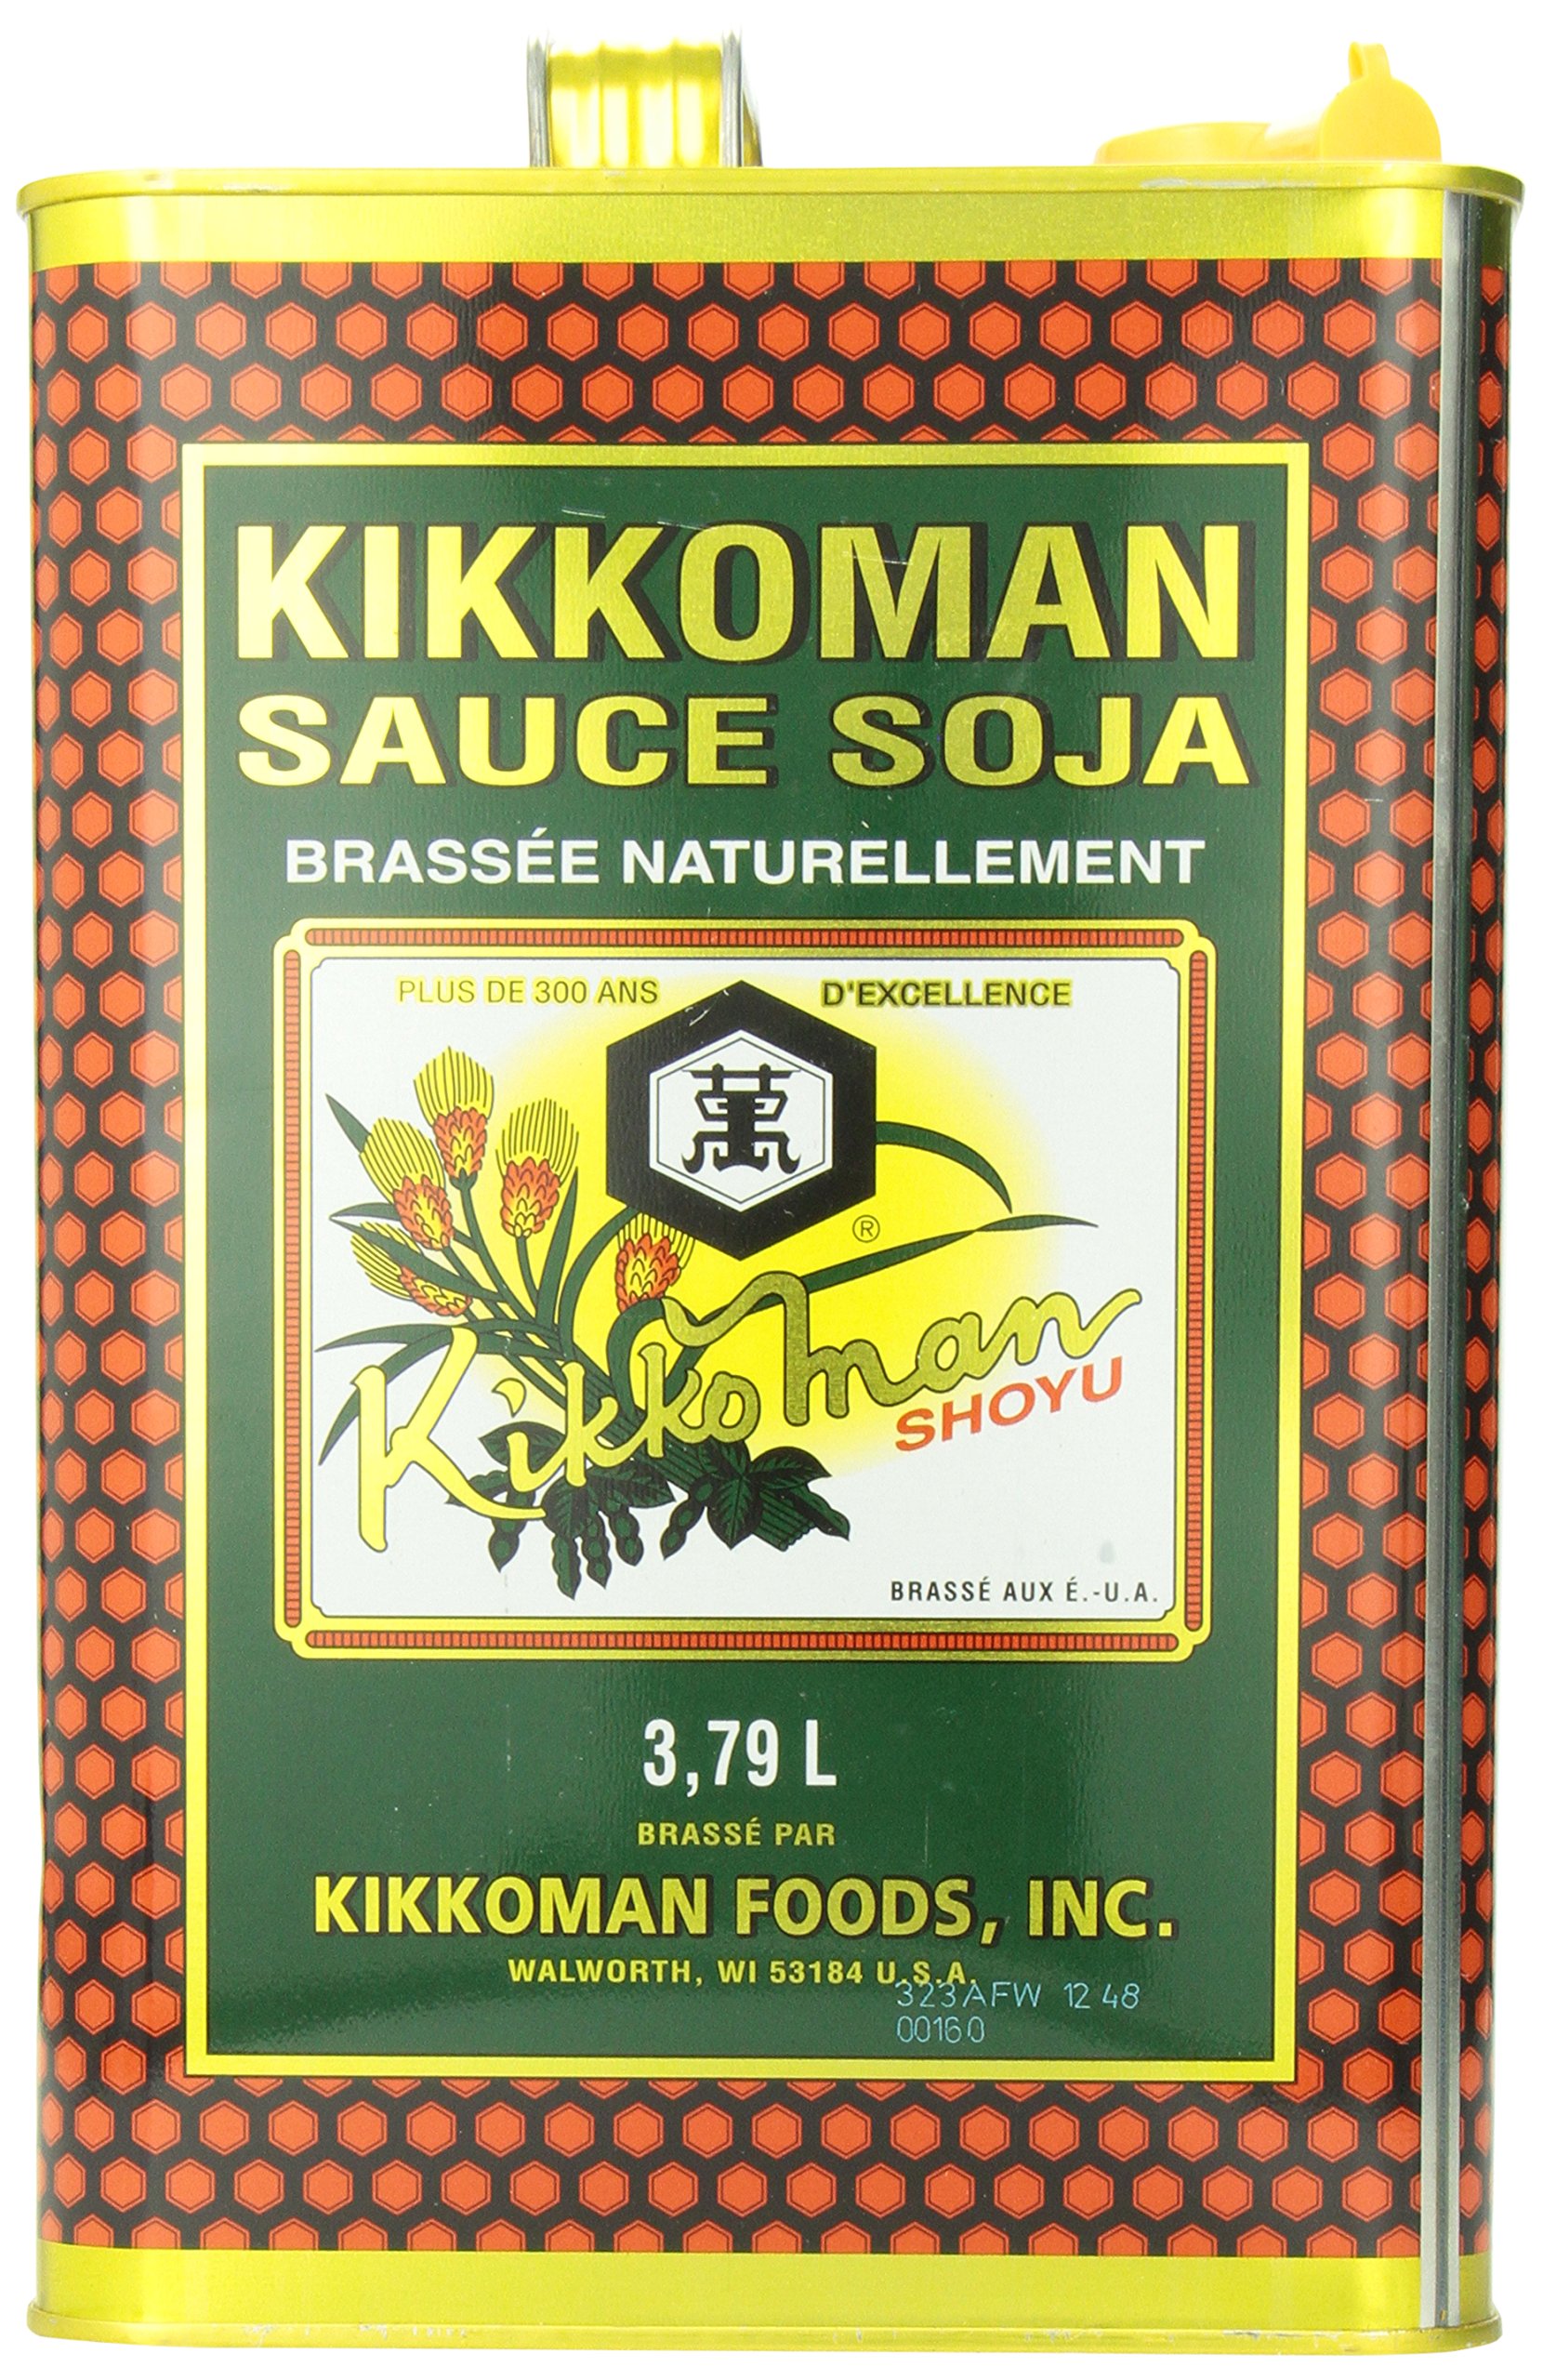 KIKKOMAN
SAUCE SOJA
BRASSÉE NATURELLEMENT
PLUS DE 300 ANS D'EXCELLENCE
萬
®
Kikkoman
SHOYU
BRASSÉ AUX É.-U.A.
3,79 L
BRASSÉ PAR
KIKKOMAN FOODS, INC.
WALWORTH, WI 53184 U.S.A.
323AFW 12 48
00160